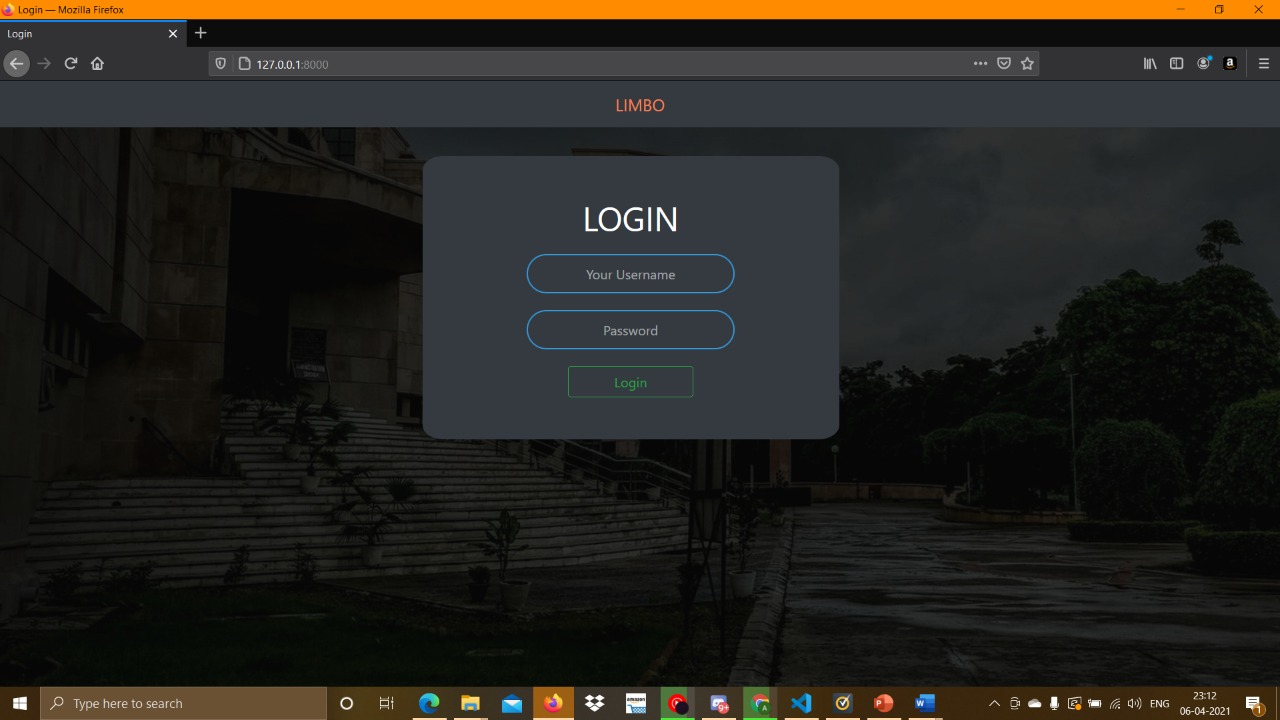 Login — Mozilla Firefox
Login
127.0.0.1:8000
LIMBO
LOGIN
Your Username
Password
Login
Type here to search
ENG
23:12
06-04-2021